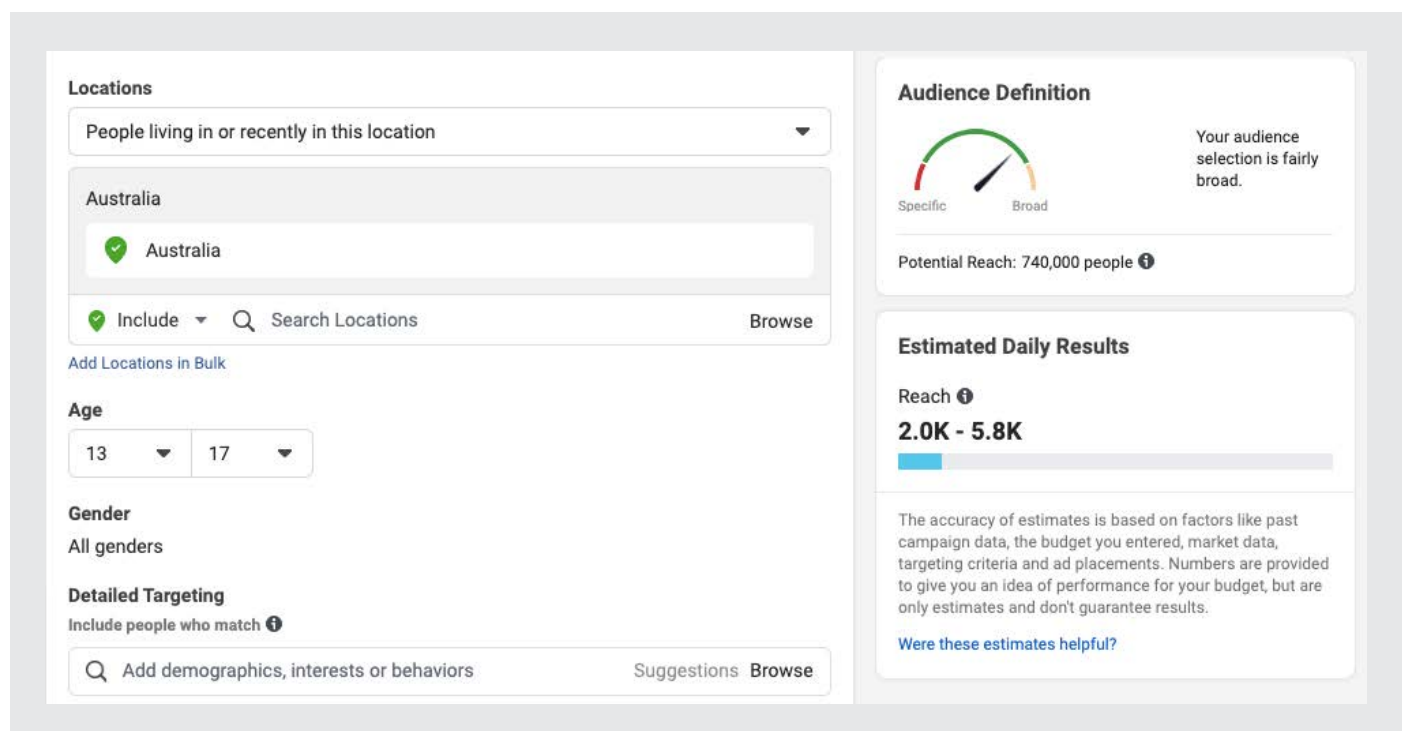 Locations
People living in or recently in this location
Australia
Australia
Include
Search Locations
Browse
Add Locations in Bulk
Age
13
17
Gender
All genders
Detailed Targeting
Include people who match
Add demographics, interests or behaviors
Suggestions
Browse
Audience Definition
Specific
Broad
Your audience
selection is fairly
broad.
Potential Reach: 740,000 people
Estimated Daily Results
Reach
2.0K - 5.8K
The accuracy of estimates is based on factors like past
campaign data, the budget you entered, market data,
targeting criteria and ad placements. Numbers are provided
to give you an idea of performance for your budget, but are
only estimates and don't guarantee results.
Were these estimates helpful?